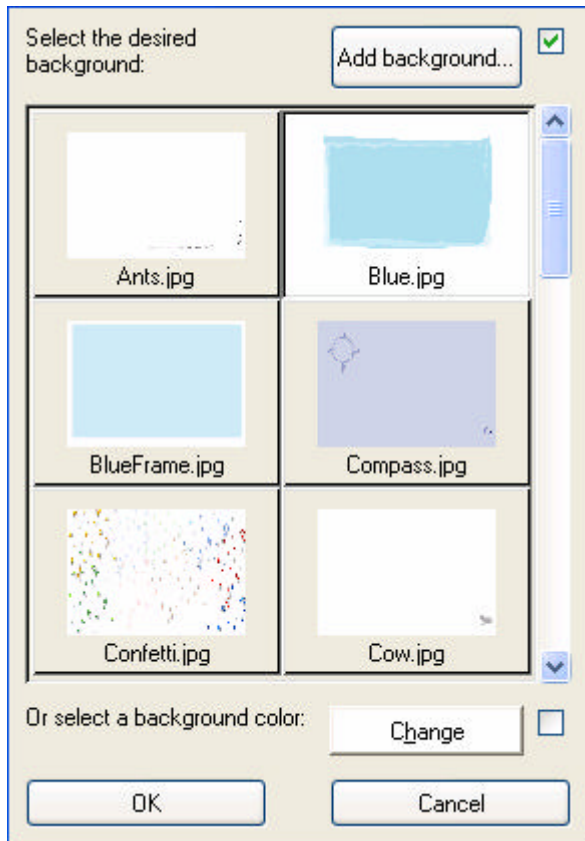 Select the desired
background:
Add background...
Ants.jpg
Blue.jpg
BlueFrame.jpg
Compass.jpg
Confetti.jpg
Cow.jpg
Or select a background color:
Change
OK
Cancel